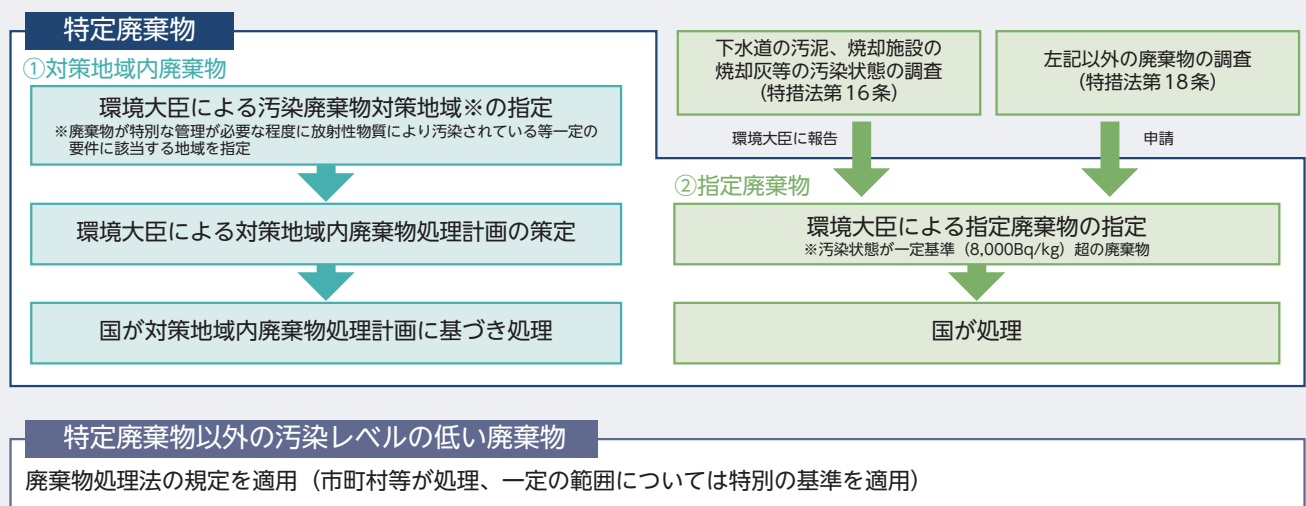 特定廃棄物
①対策地域内廃棄物
環境大臣による汚染廃棄物対策地域※の指定
※廃棄物が特別な管理が必要な程度に放射性物質により汚染されている等一定の
要件に該当する地域を指定
環境大臣による対策地域内廃棄物処理計画の策定
国が対策地域内廃棄物処理計画に基づき処理
下水道の汚泥、焼却施設の
焼却灰等の汚染状態の調査
(特措法第16条)
左記以外の廃棄物の調査
(特措法第18条)
環境大臣に報告
申請
②指定廃棄物
環境大臣による指定廃棄物の指定
※汚染状態が一定基準（8,000Bq/kg）超の廃棄物
国が処理
特定廃棄物以外の汚染レベルの低い廃棄物
廃棄物処理法の規定を適用（市町村等が処理、一定の範囲については特別の基準を適用）